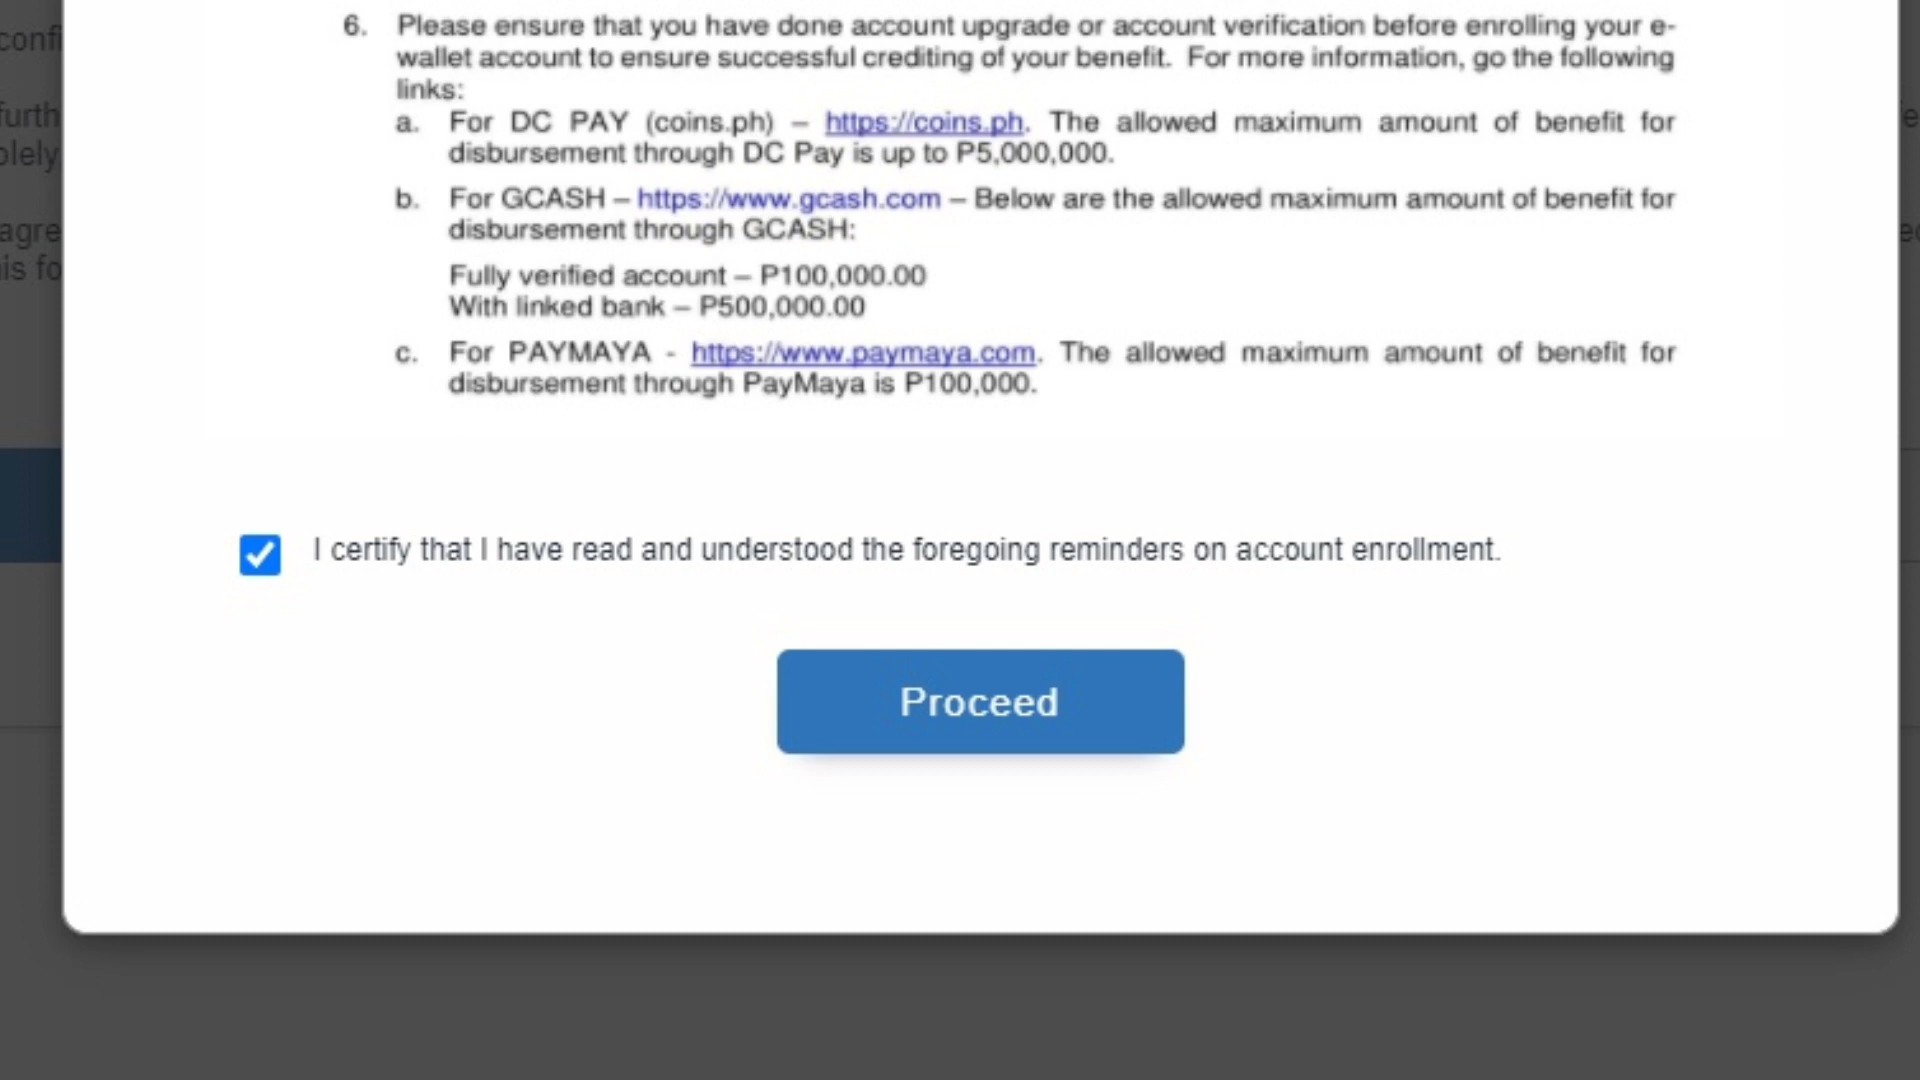 6. Please ensure that you have done account upgrade or account verification before enrolling your e-
wallet account to ensure successful crediting of your benefit. For more information, go the following
links:
a. For DC PAY (coins.ph) – https://coins.ph. The allowed maximum amount of benefit for
disbursement through DC Pay is up to P5,000,000.
b. For GCASH – https://www.gcash.com – Below are the allowed maximum amount of benefit for
disbursement through GCASH:
Fully verified account – P100,000.00
With linked bank – P500,000.00
c. For PAYMAYA - https://www.paymaya.com. The allowed maximum amount of benefit for
disbursement through PayMaya is P100,000.
I certify that I have read and understood the foregoing reminders on account enrollment.
Proceed